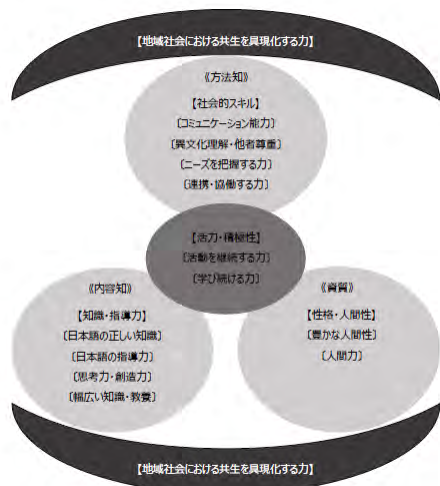 【地域社会における共生を具現化する力】
《方法知》
【社会的スキル】
〔コミュニケーション能力〕
〔異文化理解・他者尊重〕
〔ニーズを把握する力〕
〔連携・協働する力〕
【活力・積極性】
〔活動を継続する力〕
〔学び続ける力〕
《内容知》
【知識・指導力】
〔日本語の正しい知識〕
〔日本語の指導力〕
〔思考力・創造力〕
〔幅広い知識・教養〕
《資質》
【性格・人間性】
〔豊かな人間性〕
〔人間力〕
【地域社会における共生を具現化する力】